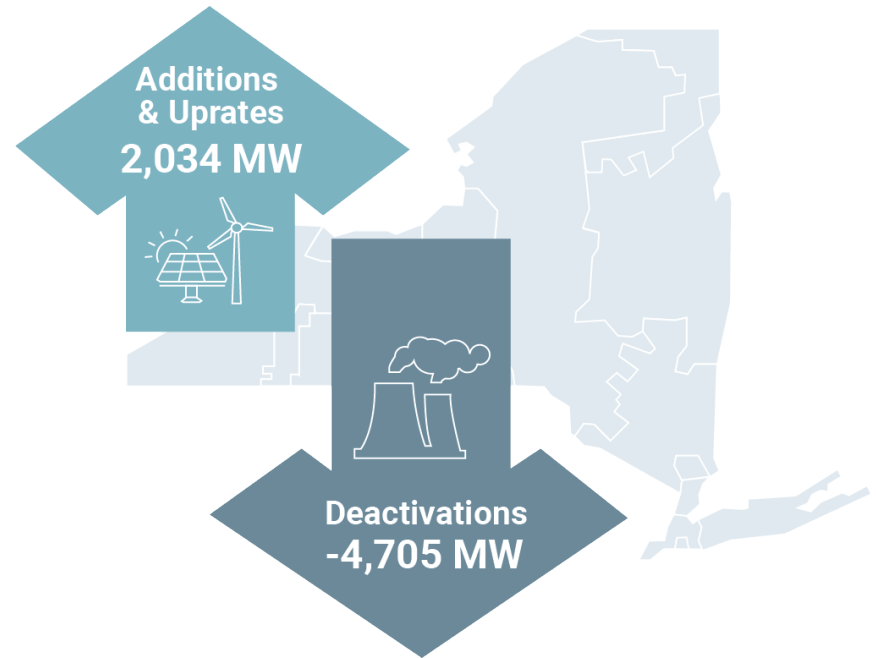 Additions
& Uprates
2,034 MW
Deactivations
-4,705 MW